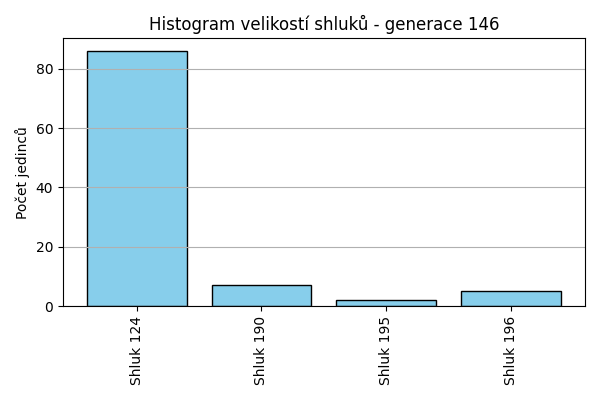 Histogram velikostí shluků - generace 146
Počet jedinců
80
60
40
20
0
Shluk 124
Shluk 190
Shluk 195
Shluk 196